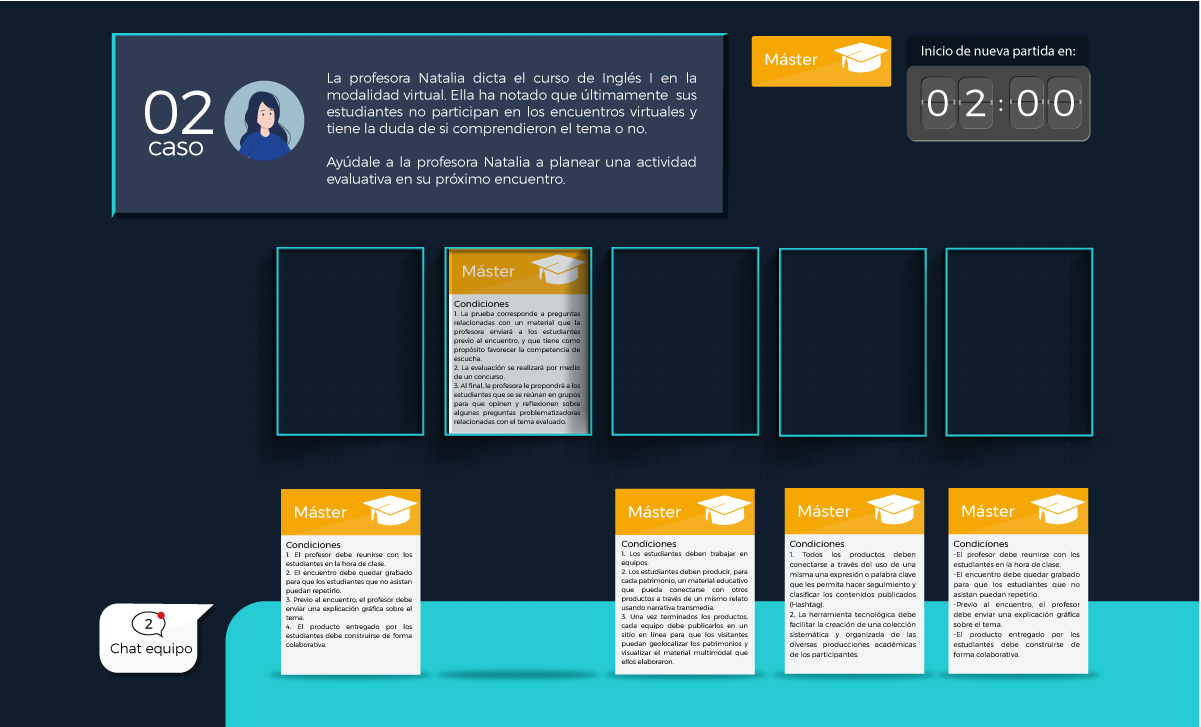 02
caso
La profesora Natalia dicta el curso de Inglés I en la
modalidad virtual. Ella ha notado que últimamente sus
estudiantes no participan en los encuentros virtuales y
tiene la duda de si comprendieron el tema o no.
Ayúdale a la profesora Natalia a planear una actividad
evaluativa en su próximo encuentro.
Máster
Inicio de nueva partida en:
02:00
Máster
Condiciones
1. La prueba corresponde a preguntas
relacionadas con un material que la
profesora enviará a los estudiantes
previo al encuentro, y que tiene como
propósito favorecer la competencia de
escucha.
2. La evaluación se realizará por medio
de un concurso.
3. Al final, la profesora le propondrá a los
estudiantes que se se reúnan en grupos
para que opinen y reflexionen sobre
algunas preguntas problematizadoras
relacionadas con el tema evaluado.
Máster
Condiciones
1. El profesor debe reunirse con los
estudiantes en la hora de clase.
2. El encuentro debe quedar grabado
para que los estudiantes que no asistan
puedan repetirlo.
3. Previo al encuentro, el profesor debe
enviar una explicación gráfica sobre el
tema.
4. El producto entregado por los
estudiantes debe construirse de forma
colaborativa.
Máster
Condiciones
1. Los estudiantes deben trabajar en
equipos.
2. Los estudiantes deben producir, para
cada patrimonio, un material educativo
que pueda conectarse con otros
productos a través de un mismo relato
usando narrativa transmedia.
3. Una vez terminados los productos,
cada equipo debe publicarlos en un
sitio en línea para que los visitantes
puedan geolocalizar los patrimonios y
visualizar el material multimodal que
ellos elaboraron.
Máster
Condiciones
1. Todos los productos deben
conectarse a través del uso de una
misma una expresión o palabra clave
que les permita hacer seguimiento y
clasificar los contenidos publicados
(Hashtag).
2. La herramienta tecnológica debe
facilitar la creación de una colección
sistemática y organizada de las
diversas producciones académicas
de los participantes.
Máster
Condiciones
-El profesor debe reunirse con los
estudiantes en la hora de clase.
-El encuentro debe quedar grabado
para que los estudiantes que no
asistan puedan repetirlo.
-Previo al encuentro, el profesor
debe enviar una explicación gráfica
sobre el tema.
-El producto entregado por los
estudiantes debe construirse de
forma colaborativa.
2
Chat equipo